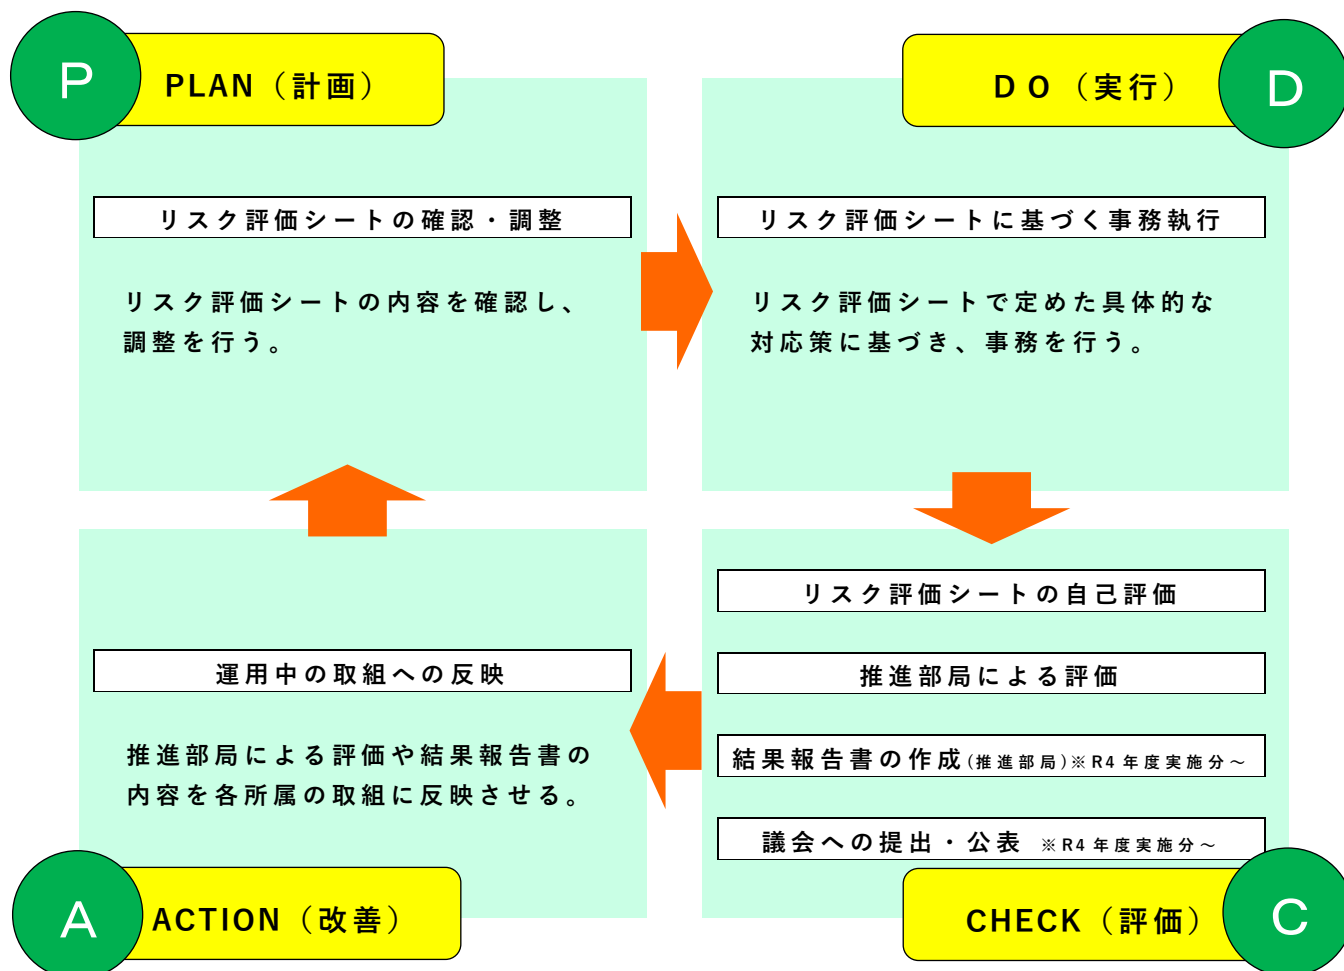 P
PLAN（計画）
リスク評価シートの確認・調整
リスク評価シートの内容を確認し、
調整を行う。
DO（実行）
D
リスク評価シートに基づく事務執行
リスク評価シートで定めた具体的な
対応策に基づき、事務を行う。
リスク評価シートの自己評価
推進部局による評価
結果報告書の作成(推進部局)※R4年度実施分～
議会への提出・公表 ※R4年度実施分～
CHECK（評価）
C
運用中の取組への反映
推進部局による評価や結果報告書の
内容を各所属の取組に反映させる。
A
ACTION（改善）